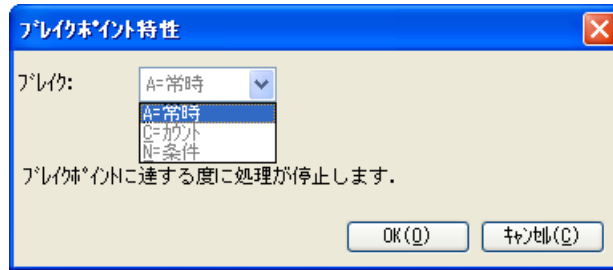 ﾌﾞﾚｲｸﾎﾟｲﾝﾄ特性
ﾌﾞﾚｲｸ: A=常時
A=常時
C=ｶｳﾝﾄ
N=条件
ﾌﾞﾚｲｸﾎﾟｲﾝﾄに達する度に処理が停止します.
OK(O) ｷｬﾝｾﾙ(C)